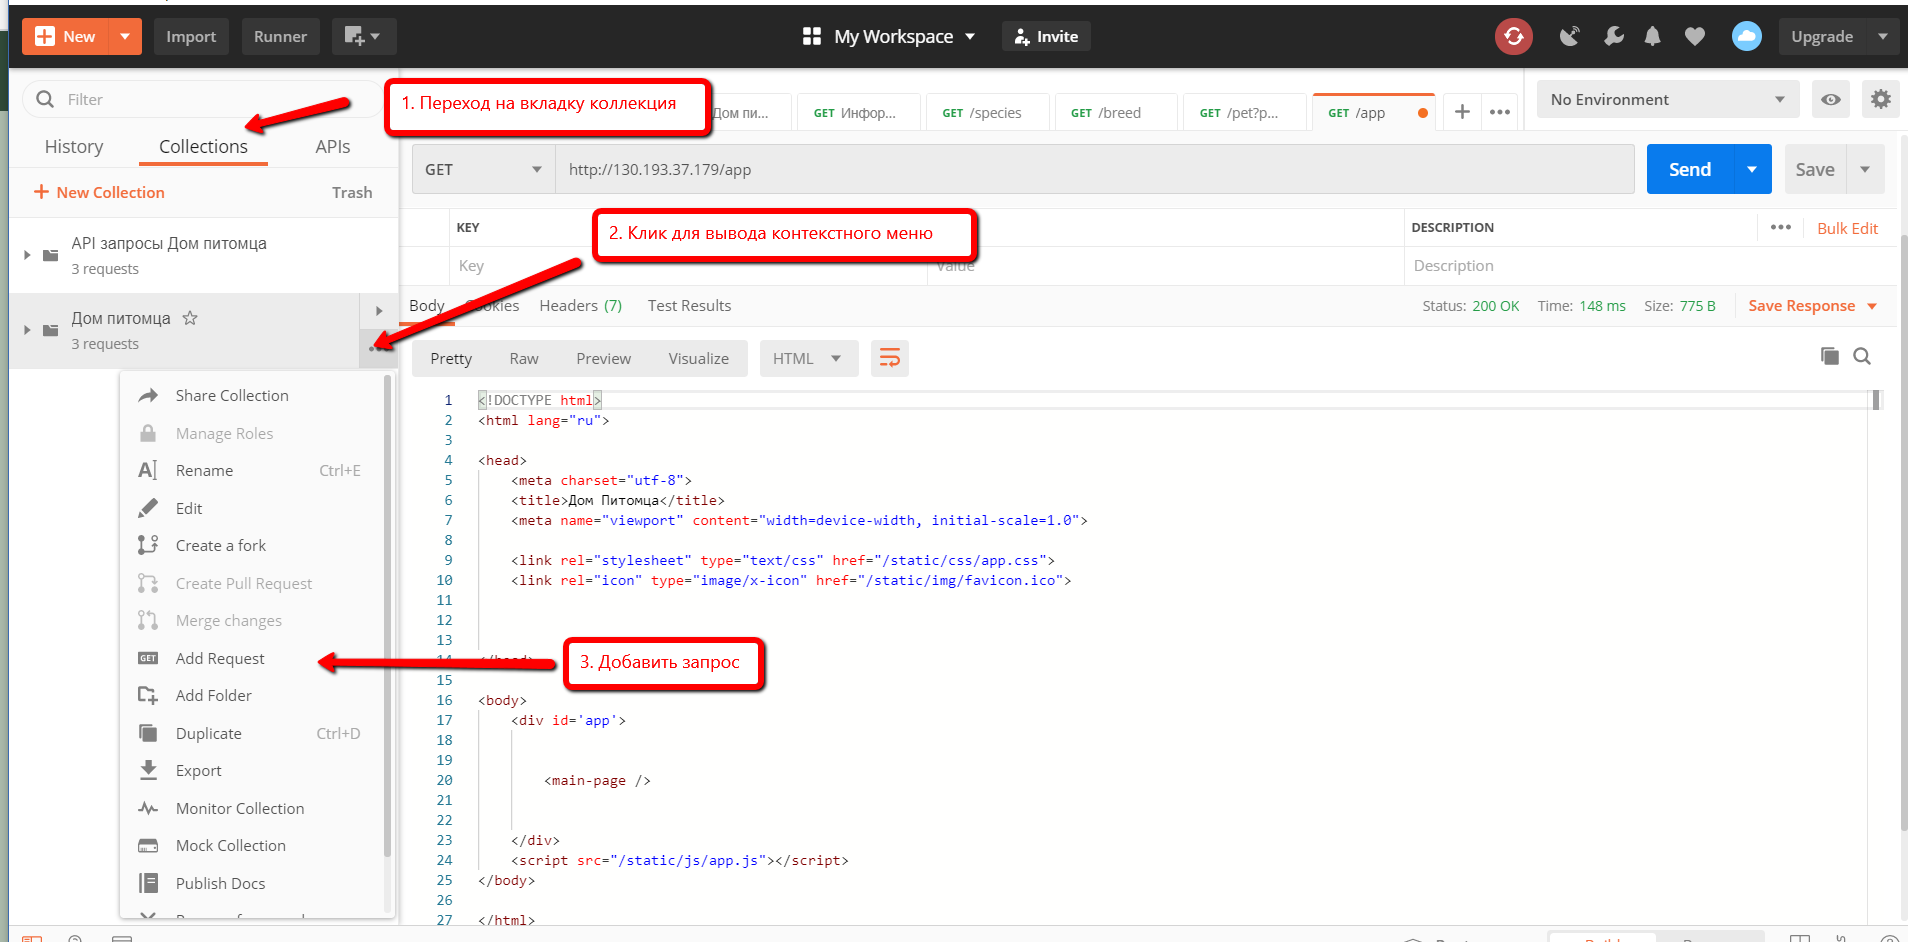 New
Import
Runner
My Workspace
Invite
Upgrade
Filter
1. Переход на вкладку коллекция
Дом пи...
GET Инфор...
GET /species
GET /breed
GET /pet?p...
GET /app
No Environment
History
Collections
APIs
GET
http://130.193.37.179/app
Send
Save
New Collection
Trash
KEY
DESCRIPTION
Bulk Edit
2. Клик для вывода контекстного меню
Key
Value
Description
API запросы Дом питомца
3 requests
Дом питомца
3 requests
Body
Headers (7)
Test Results
Status: 200 OK
Time: 148 ms
Size: 775 B
Save Response
Pretty
Raw
Preview
Visualize
HTML
Share Collection
Manage Roles
Rename Ctrl+E
Edit
Create a fork
Create Pull Request
Merge changes
Add Request
Add Folder
Duplicate Ctrl+D
Export
Monitor Collection
Mock Collection
Publish Docs
3. Добавить запрос
1 <!DOCTYPE html>
2 <html lang="ru">
3
4 <head>
5 <meta charset="utf-8">
6 <title>Дом Питомца</title>
7 <meta name="viewport" content="width=device-width, initial-scale=1.0">
8
9 <link rel="stylesheet" type="text/css" href="/static/css/app.css">
10 <link rel="icon" type="image/x-icon" href="/static/img/favicon.ico">
11
12
13
14 </head>
15
16 <body>
17 <div id='app'>
18
19
20 <main-page />
21
22
23 </div>
24 <script src="/static/js/app.js"></script>
25 </body>
26
27 </html>